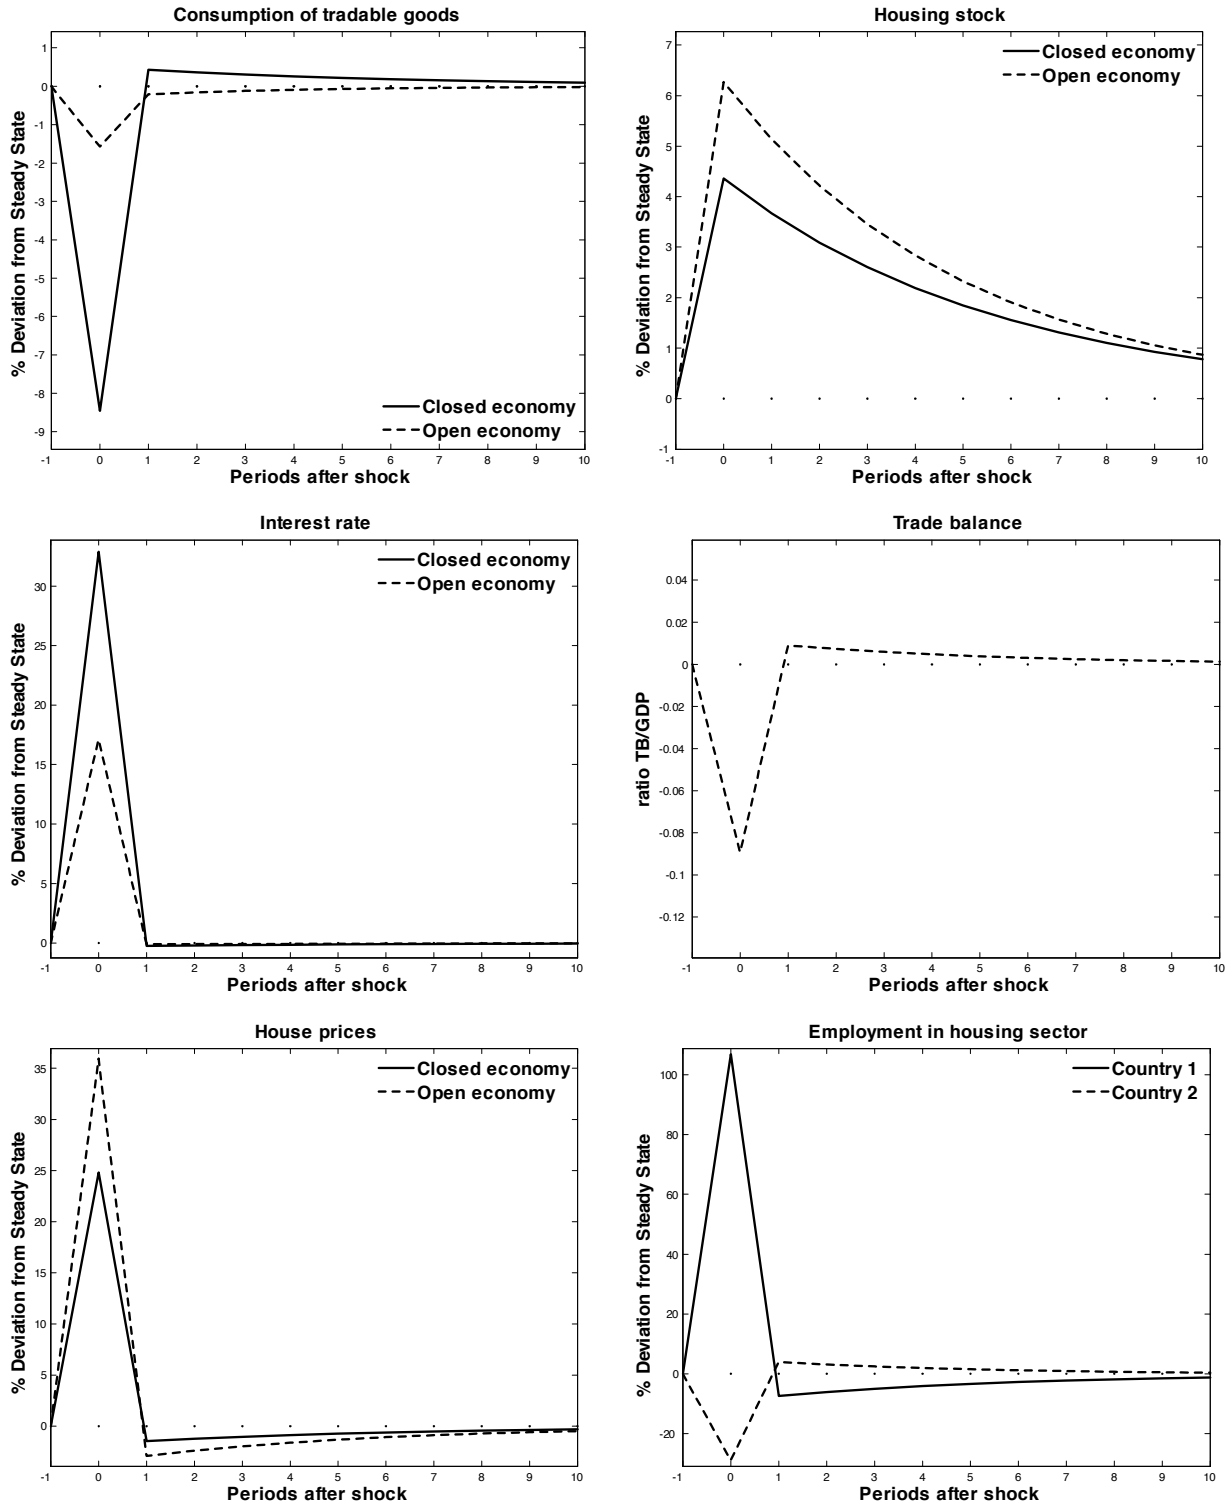 Consumption of tradable goods
% Deviation from Steady State
1
0
-1
-2
-3
-4
-5
-6
-7
-8
-9
Closed economy
Open economy
-1 0 1 2 3 4 5 6 7 8 9 10
Periods after shock
Housing stock
% Deviation from Steady State
7
6
5
4
3
2
1
0
-1
Closed economy
Open economy
-1 0 1 2 3 4 5 6 7 8 9 10
Periods after shock
Interest rate
% Deviation from Steady State
30
25
20
15
10
5
0
Closed economy
Open economy
-1 0 1 2 3 4 5 6 7 8 9 10
Periods after shock
Trade balance
ratio TB/GDP
0.04
0.02
0
-0.02
-0.04
-0.06
-0.08
-0.1
-0.12
-1 0 1 2 3 4 5 6 7 8 9 10
Periods after shock
House prices
% Deviation from Steady State
35
30
25
20
15
10
5
0
Closed economy
Open economy
-1 0 1 2 3 4 5 6 7 8 9 10
Periods after shock
Employment in housing sector
% Deviation from Steady State
100
80
60
40
20
0
-20
Country 1
Country 2
-1 0 1 2 3 4 5 6 7 8 9 10
Periods after shock